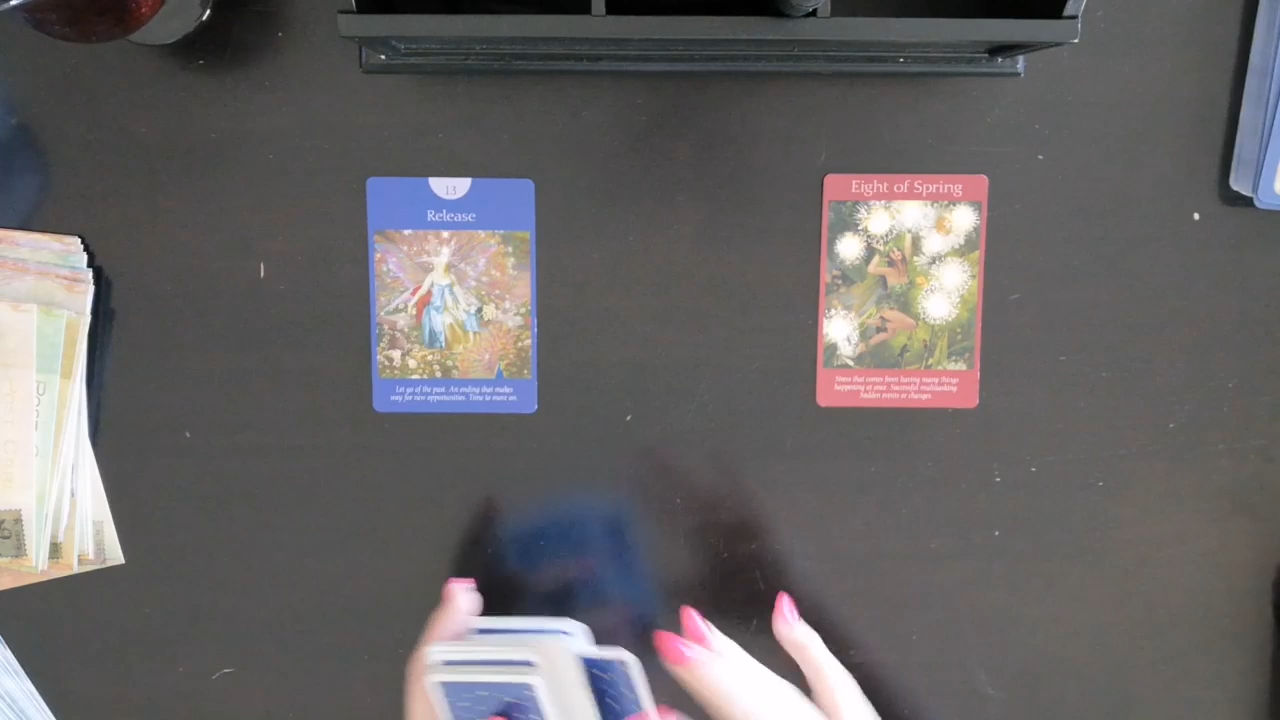 13
Release
Let go of the past. An ending that makes
way for new opportunities. Time to move on.
Eight of Spring
Stress that comes from having many things
happening at once. Successful multitasking.
Sudden events or changes.